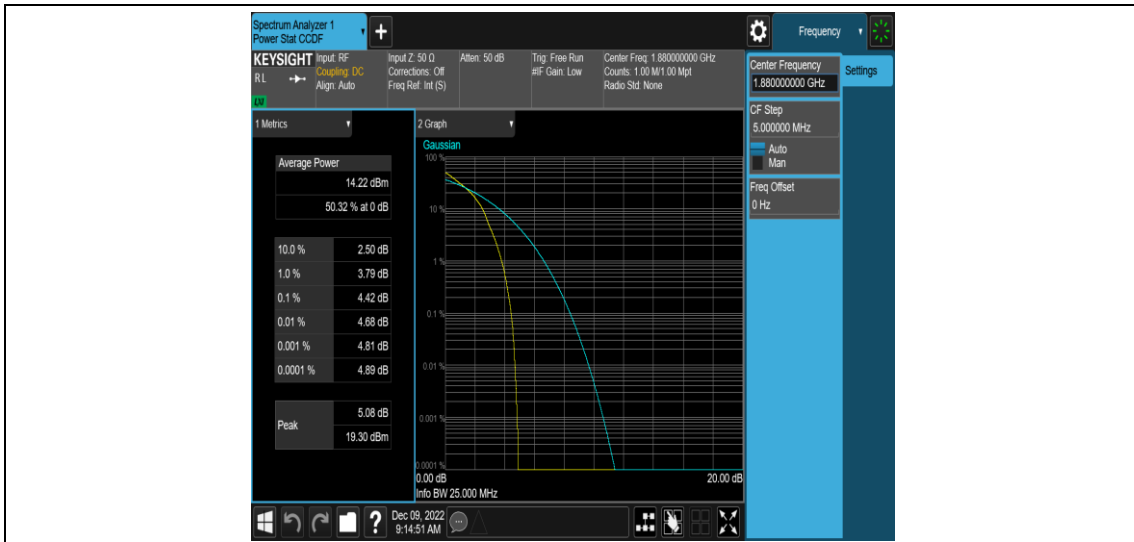 Spectrum Analyzer 1
Power Stat CCDF
+
Frequency
KEYSIGHT
RL
LXI
Input: RF
Coupling: DC
Align: Auto
Input Z: 50 Ω
Corrections: Off
Freq Ref: Int (S)
Atten: 50 dB
Trig: Free Run
#IF Gain: Low
Center Freq: 1.880000000 GHz
Counts: 1.00 M/1.00 Mpt
Radio Std: None
Center Frequency
1.880000000 GHz
Settings
CF Step
5.000000 MHz
Auto
Man
Freq Offset
0 Hz
1 Metrics
Average Power
14.22 dBm
50.32 % at 0 dB
10.0 % 2.50 dB
1.0 % 3.79 dB
0.1 % 4.42 dB
0.01 % 4.68 dB
0.001 % 4.81 dB
0.0001 % 4.89 dB
Peak
5.08 dB
19.30 dBm
2 Graph
Gaussian
100 %
10 %
1 %
0.1 %
0.01 %
0.001 %
0.0001 %
0.00 dB
20.00 dB
Info BW 25.000 MHz
?
Dec 09, 2022
9:14:51 AM